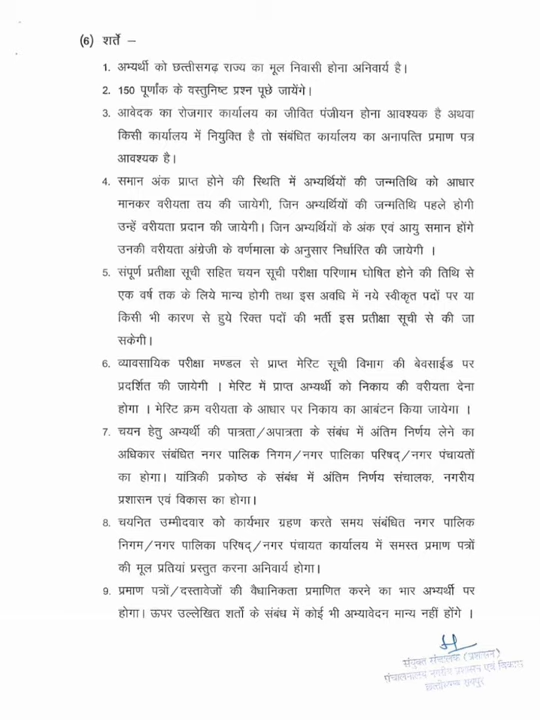 (6) शर्ते –
1. अभ्यर्थी को छत्तीसगढ़ राज्य का मूल निवासी होना अनिवार्य है।
2. 150 पूर्णांक के वस्तुनिष्ट प्रश्न पूछे जायेंगे।
3. आवेदक का रोजगार कार्यालय का जीवित पंजीयन होना आवश्यक है अथवा
किसी कार्यालय में नियुक्ति है तो संबंधित कार्यालय का अनापत्ति प्रमाण पत्र
आवश्यक है।
4. समान अंक प्राप्त होने की स्थिति में अभ्यर्थियों की जन्मतिथि को आधार
मानकर वरीयता तय की जायेगी, जिन अभ्यर्थियों की जन्मतिथि पहले होगी
उन्हें वरीयता प्रदान की जायेगी। जिन अभ्यर्थियों के अंक एवं आयु समान होंगे
उनकी वरीयता अंग्रेजी के वर्णमाला के अनुसार निर्धारित की जायेगी ।
5. संपूर्ण प्रतीक्षा सूची सहित चयन सूची परीक्षा परिणाम घोषित होने की तिथि से
एक वर्ष तक के लिये मान्य होगी तथा इस अवधि में नये स्वीकृत पदों पर या
किसी भी कारण से हुये रिक्त पदों की भर्ती इस प्रतीक्षा सूची से की जा
सकेगी।
6. व्यावसायिक परीक्षा मण्डल से प्राप्त मेरिट सूची विभाग की बेवसाईड पर
प्रदर्शित की जायेगी । मेरिट में प्राप्त अभ्यर्थी को निकाय की वरीयता देना
होगा । मेरिट क्रम वरीयता के आधार पर निकाय का आबंटन किया जायेगा ।
7. चयन हेतु अभ्यर्थी की पात्रता/अपात्रता के संबंध में अंतिम निर्णय लेने का
अधिकार संबंधित नगर पालिक निगम/नगर पालिका परिषद्/नगर पंचायतों
का होगा। यांत्रिकी प्रकोष्ठ के संबंध में अंतिम निर्णय संचालक, नगरीय
प्रशासन एवं विकास का होगा।
8. चयनित उम्मीदवार को कार्यभार ग्रहण करते समय संबंधित नगर पालिक
निगम/नगर पालिका परिषद्/नगर पंचायत कार्यालय में समस्त प्रमाण पत्रों
की मूल प्रतियां प्रस्तुत करना अनिवार्य होगा।
9. प्रमाण पत्रों/दस्तावेजों की वैधानिकता प्रमाणित करने का भार अभ्यर्थी पर
होगा। ऊपर उल्लेखित शर्तो के संबंध में कोई भी अभ्यावेदन मान्य नहीं होंगे ।
संयुक्त संचालक (प्रशासन)
नगरीय प्रशासन एवं विकास
रायपुर